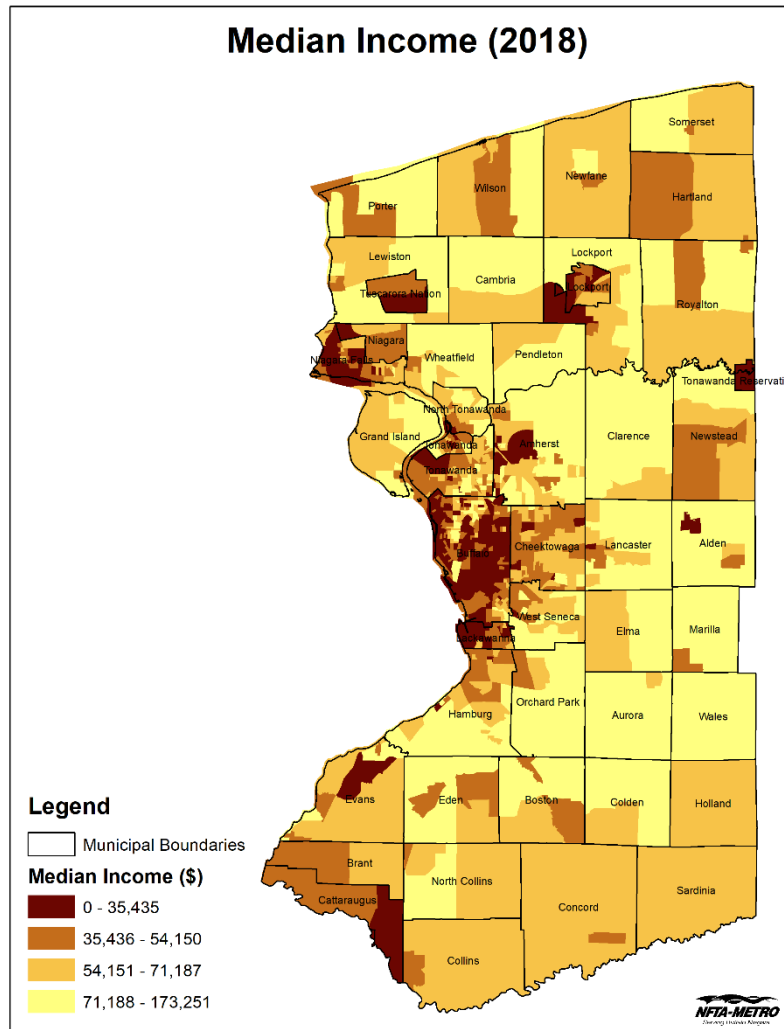 Median Income (2018)
Somerset
Newfane
Wilson
Hartland
Porter
Lewiston
Lockport
Cambria
Lockport
Tuscarora Nation
Royalton
Niagara
Niagara Falls
Wheatfield
Pendleton
Tonawanda Reservati
North Tonawanda
Grand Island
Tonawanda
Amherst
Clarence
Newstead
Tonawanda
Buffalo
Cheektowaga
Lancaster
Alden
West Seneca
Elma
Marilla
Lackawanna
Orchard Park
Hamburg
Aurora
Wales
Evans
Eden
Boston
Colden
Holland
Brant
North Collins
Cattaraugus
Concord
Sardinia
Collins
Legend
Municipal Boundaries
Median Income ($)
0 - 35,435
35,436 - 54,150
54,151 - 71,187
71,188 - 173,251
NFTA-METRO